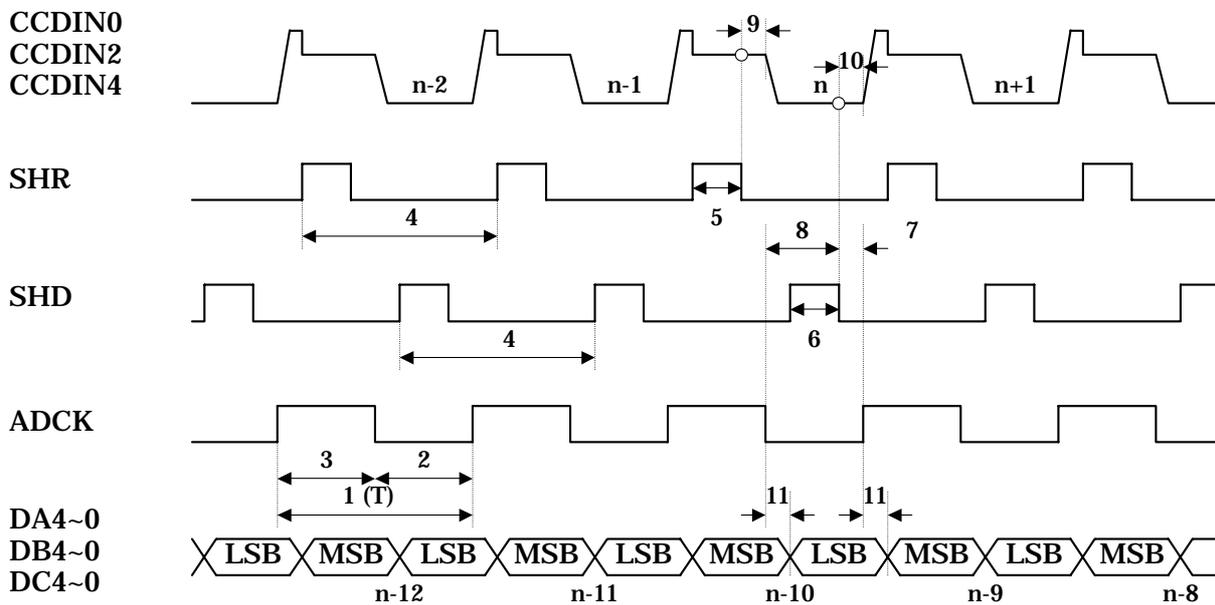 CCDIN0
9
CCDIN2
10
CCDIN4
n-2
n-1
n
n+1
SHR
4
5
8
7
SHD
4
6
ADCK
3
2
1 (T)
11
11
DA4~0
DB4~0
LSB MSB LSB MSB LSB MSB LSB MSB LSB MSB
DC4~0
n-12 n-11 n-10 n-9 n-8